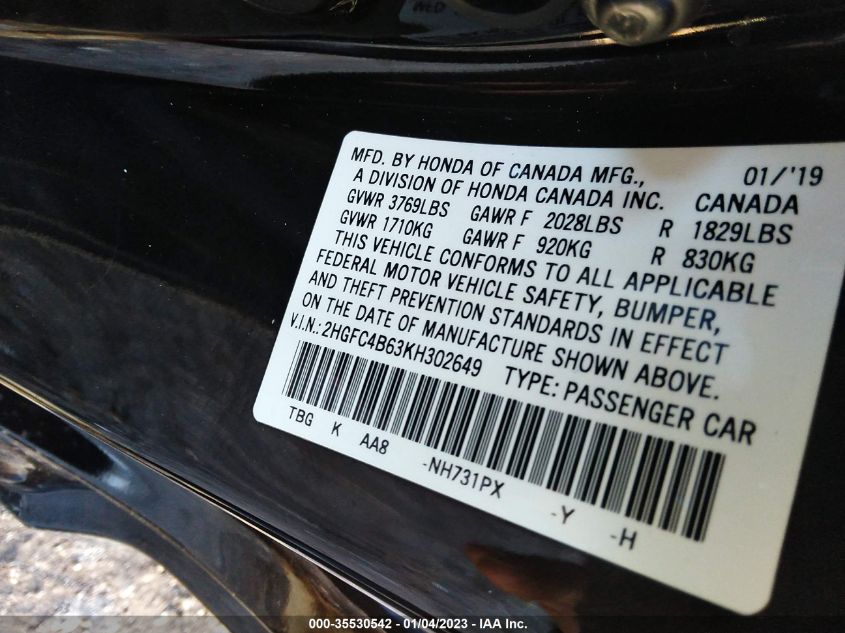 WED
MFD. BY HONDA OF CANADA MFG., 01/'19
A DIVISION OF HONDA CANADA INC. CANADA
GVWR 3769LBS GAWR F 2028LBS R 1829LBS
GVWR 1710KG GAWR F 920KG R 830KG
THIS VEHICLE CONFORMS TO ALL APPLICABLE
FEDERAL MOTOR VEHICLE SAFETY, BUMPER,
AND THEFT PREVENTION STANDARDS IN EFFECT
ON THE DATE OF MANUFACTURE SHOWN ABOVE.
V.I.N.: 2HGFC4B63KH302649 TYPE: PASSENGER CAR
TBG K AA8 -NH731PX -Y -H
000-35530542 - 01/04/2023 - IAA Inc.